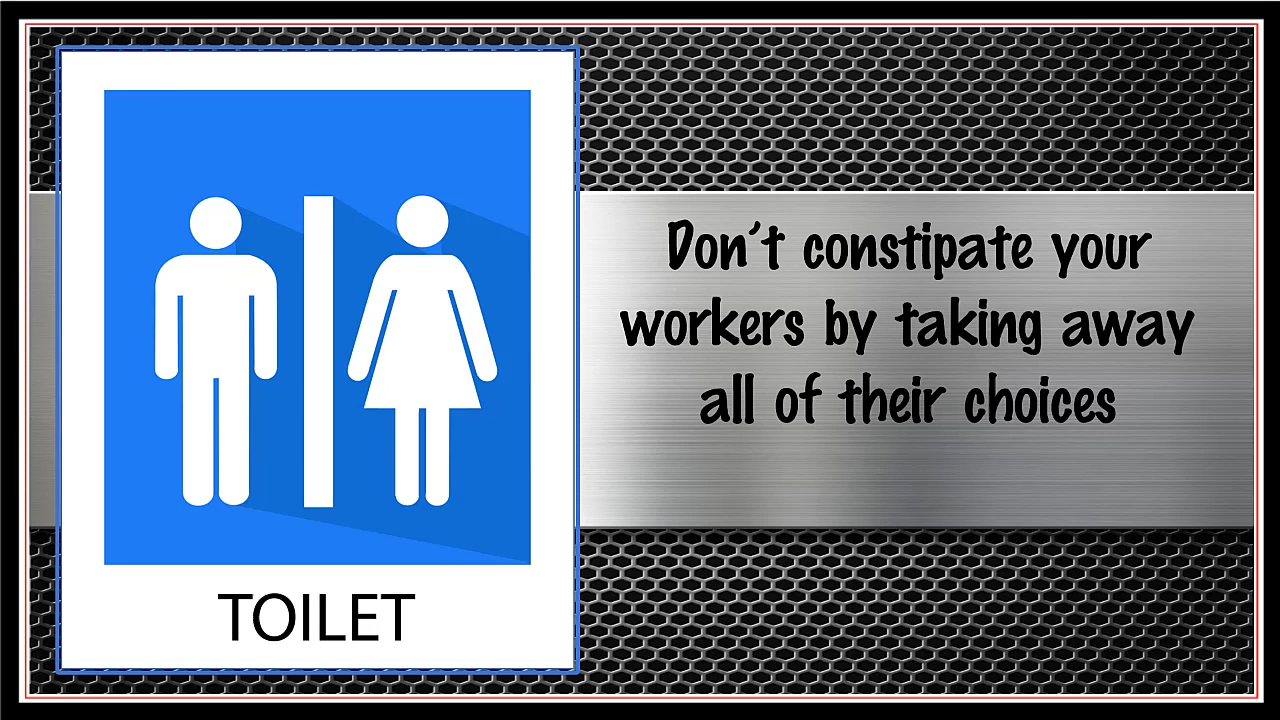 Don’t constipate your
workers by taking away
all of their choices
TOILET